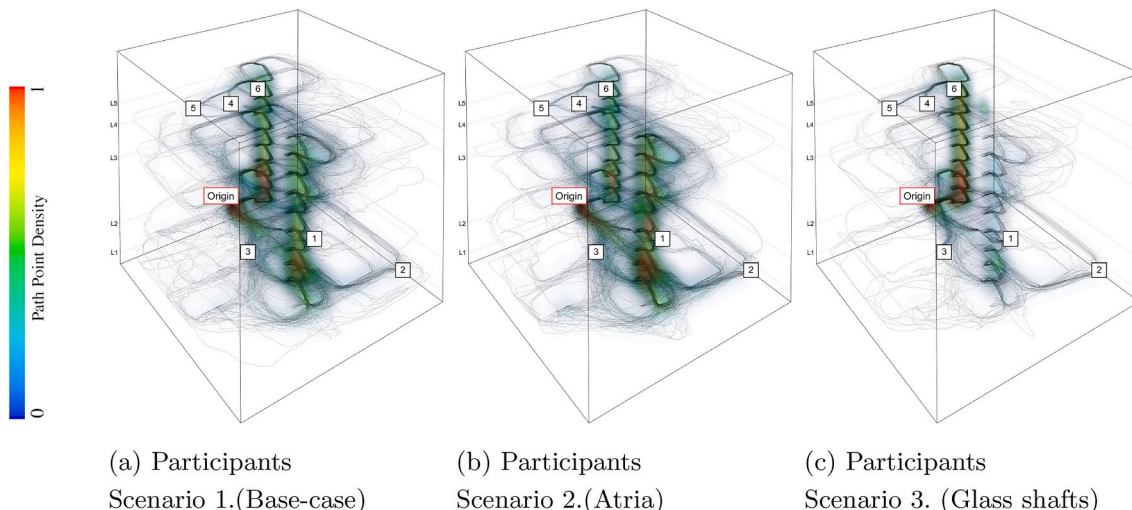 1
Path Point Density
0
L5
L4
L3
L2
L1
5
4
6
Origin
1
3
2
L5
L4
L3
L2
L1
5
4
6
Origin
1
3
2
L5
L4
L3
L2
L1
5
4
6
Origin
1
3
2
(a) Participants
Scenario 1.(Base-case)
(b) Participants
Scenario 2.(Atria)
(c) Participants
Scenario 3. (Glass shafts)